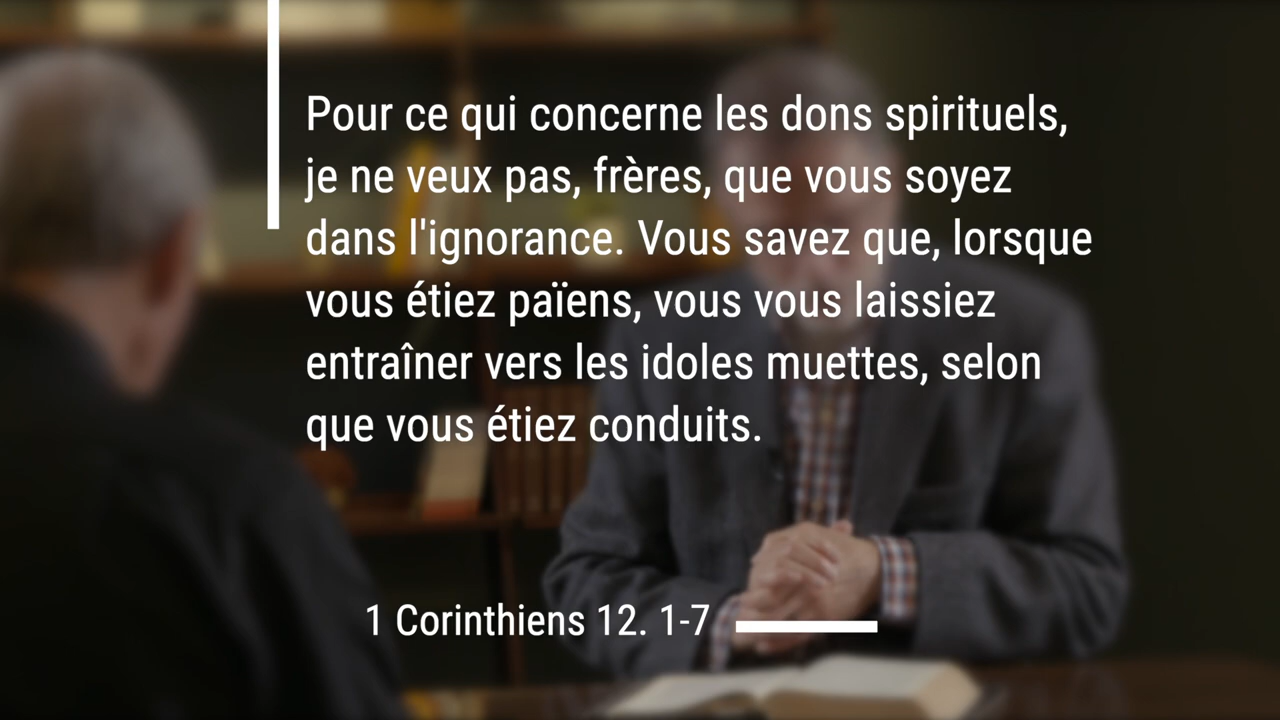 Pour ce qui concerne les dons spirituels,
je ne veux pas, frères, que vous soyez
dans l'ignorance. Vous savez que, lorsque
vous étiez païens, vous vous laissiez
entraîner vers les idoles muettes, selon
que vous étiez conduits.
1 Corinthiens 12. 1-7